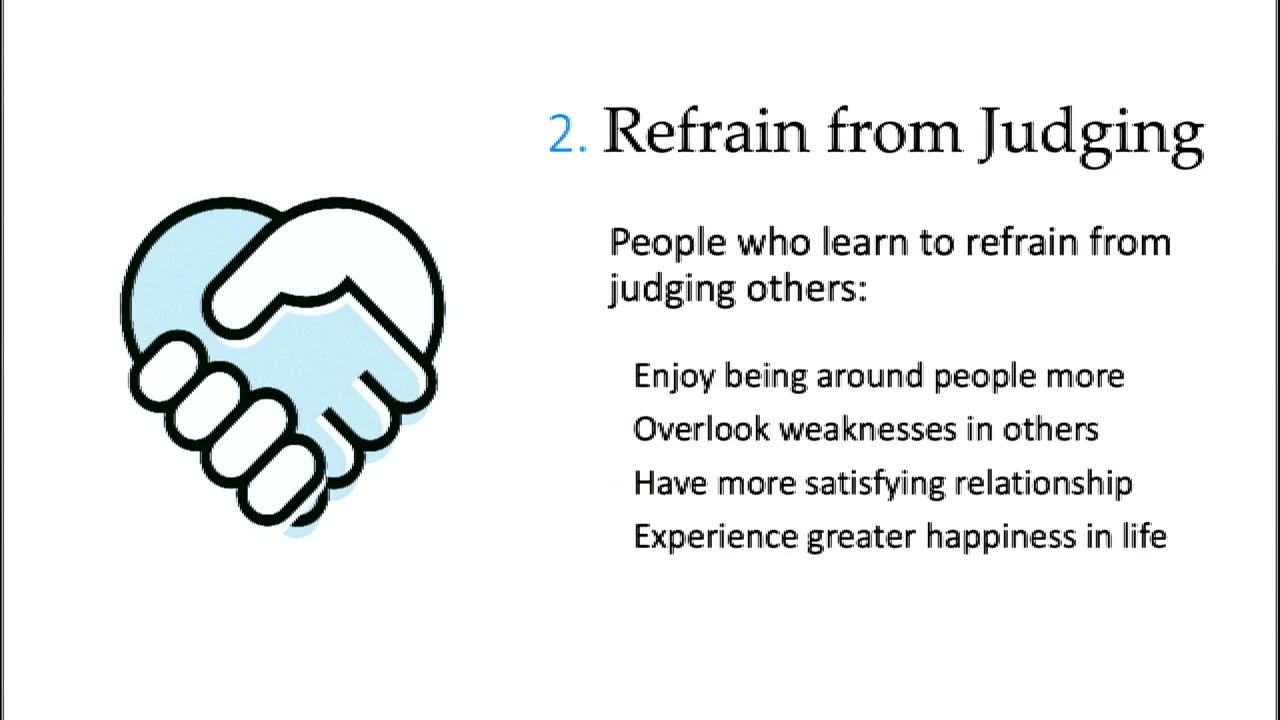 2. Refrain from Judging
People who learn to refrain from
judging others:
Enjoy being around people more
Overlook weaknesses in others
Have more satisfying relationship
Experience greater happiness in life